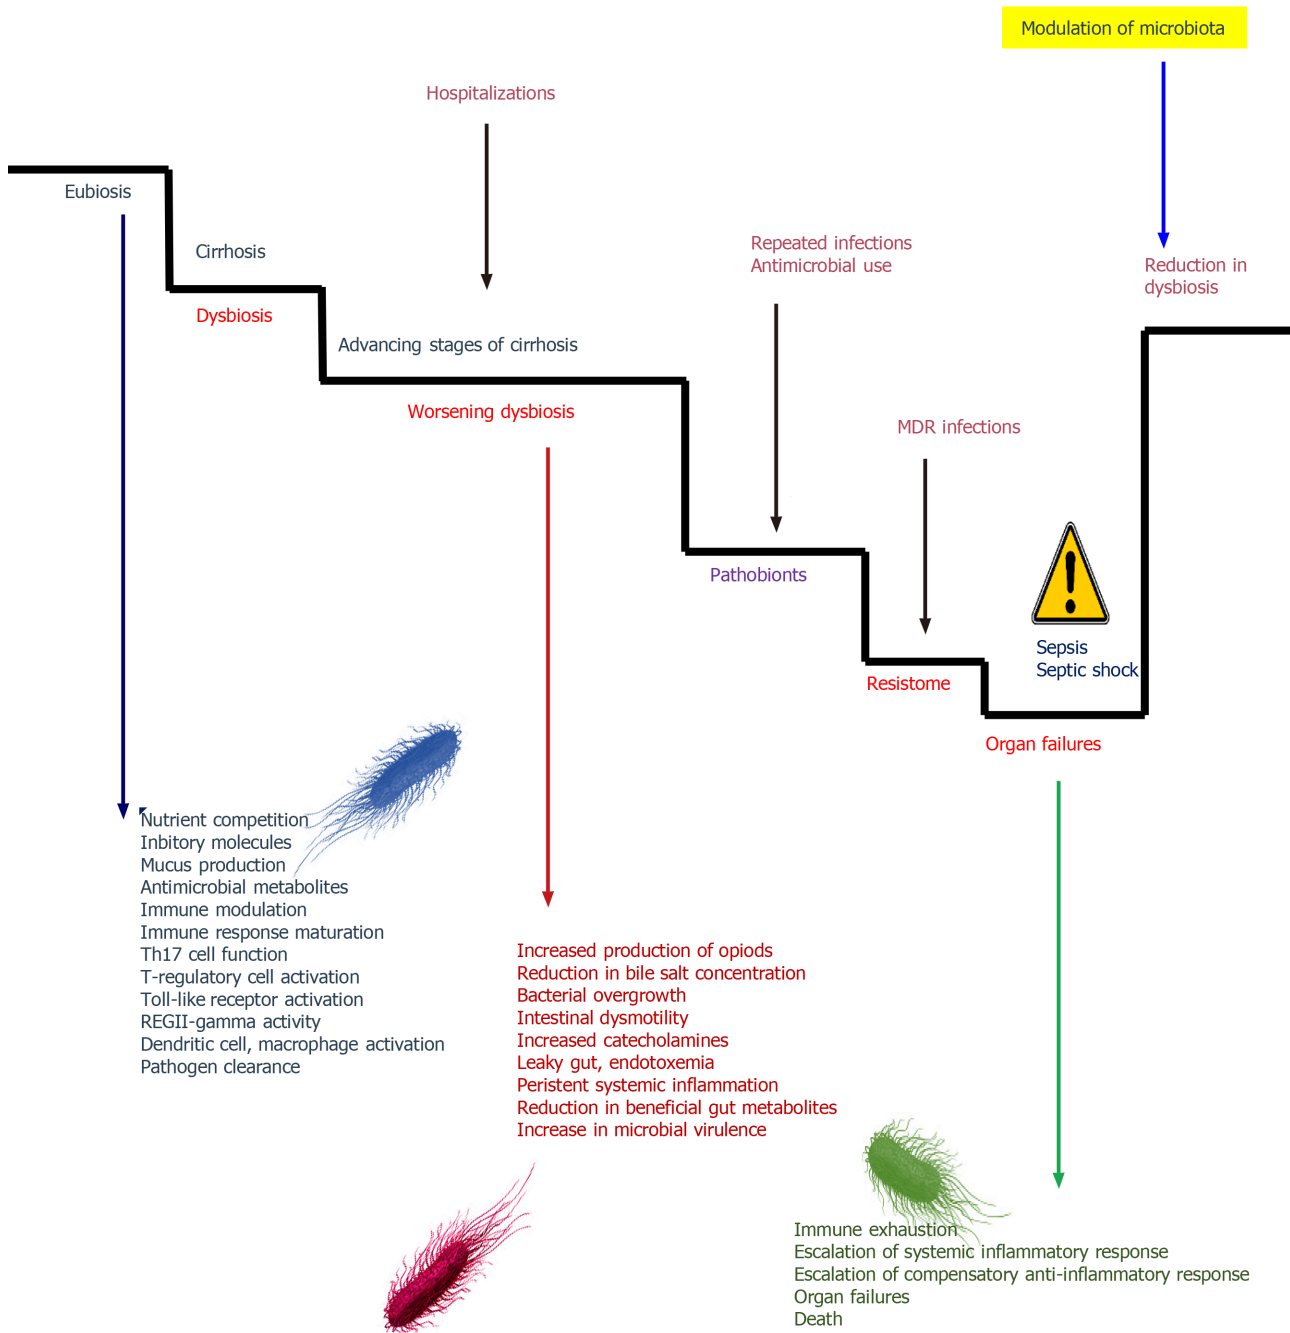 Modulation of microbiota
Hospitalizations
Eubiosis
Cirrhosis
Repeated infections
Antimicrobial use
Reduction in
dysbiosis
Dysbiosis
Advancing stages of cirrhosis
Worsening dysbiosis
MDR infections
Pathobionts
Sepsis
Septic shock
Resistome
Organ failures
Nutrient competition
Inbitory molecules
Mucus production
Antimicrobial metabolites
Immune modulation
Immune response maturation
Th17 cell function
T-regulatory cell activation
Toll-like receptor activation
REGII-gamma activity
Dendritic cell, macrophage activation
Pathogen clearance
Increased production of opiods
Reduction in bile salt concentration
Bacterial overgrowth
Intestinal dysmotility
Increased catecholamines
Leaky gut, endotoxemia
Peristent systemic inflammation
Reduction in beneficial gut metabolites
Increase in microbial virulence
Immune exhaustion
Escalation of systemic inflammatory response
Escalation of compensatory anti-inflammatory response
Organ failures
Death